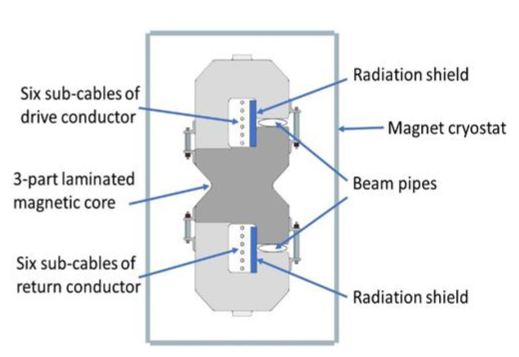 Six sub-cables of
drive conductor
Radiation shield
Magnet cryostat
3-part laminated
magnetic core
Beam pipes
Six sub-cables of
return conductor
Radiation shield